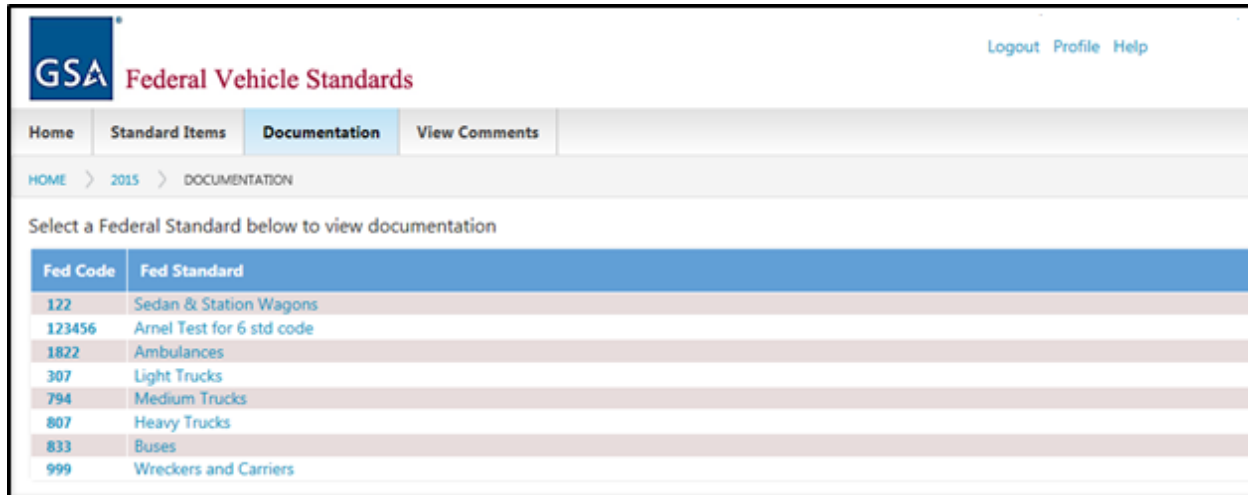 Logout Profile Help
GSA Federal Vehicle Standards
Home Standard Items Documentation View Comments
HOME 2015 DOCUMENTATION
Select a Federal Standard below to view documentation
Fed Code Fed Standard
122 Sedan & Station Wagons
123456 Arnel Test for 6 std code
1822 Ambulances
307 Light Trucks
794 Medium Trucks
807 Heavy Trucks
833 Buses
999 Wreckers and Carriers